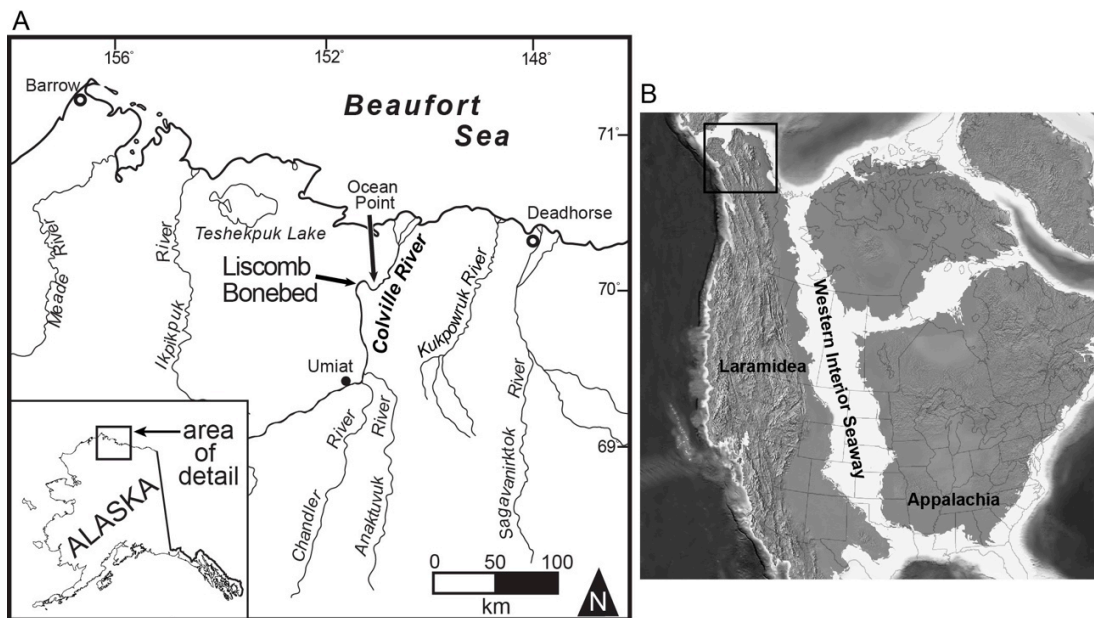 A
156°
152°
148°
Barrow
Beaufort
Sea
71°
Ocean
Point
Deadhorse
Teshekpuk Lake
Liscomb
Bonebed
70°
Meade River
Ikpikpuk
River
Colville River
Kukpowruk River
Umiat
69°
River
Chandler
River
Anaktuvuk
River
Sagavanirktok
area
of
detail
ALASKA
0
50
100
km
N
B
Laramidea
Western Interior Seaway
Appalachia